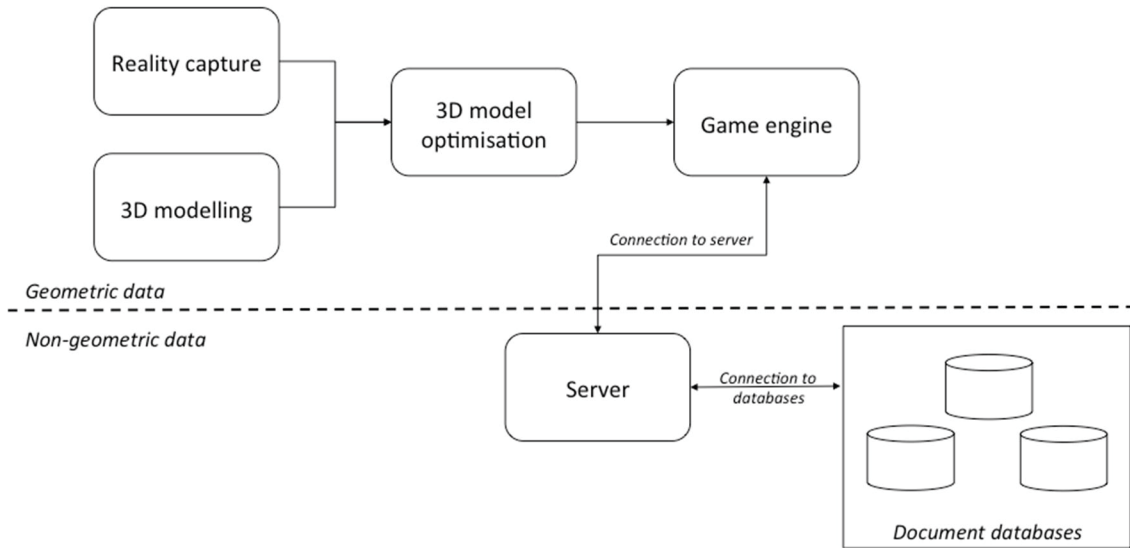 Reality capture
3D model
optimisation
Game engine
3D modelling
Connection to server
Geometric data
Non-geometric data
Server
Connection to
databases
Document databases